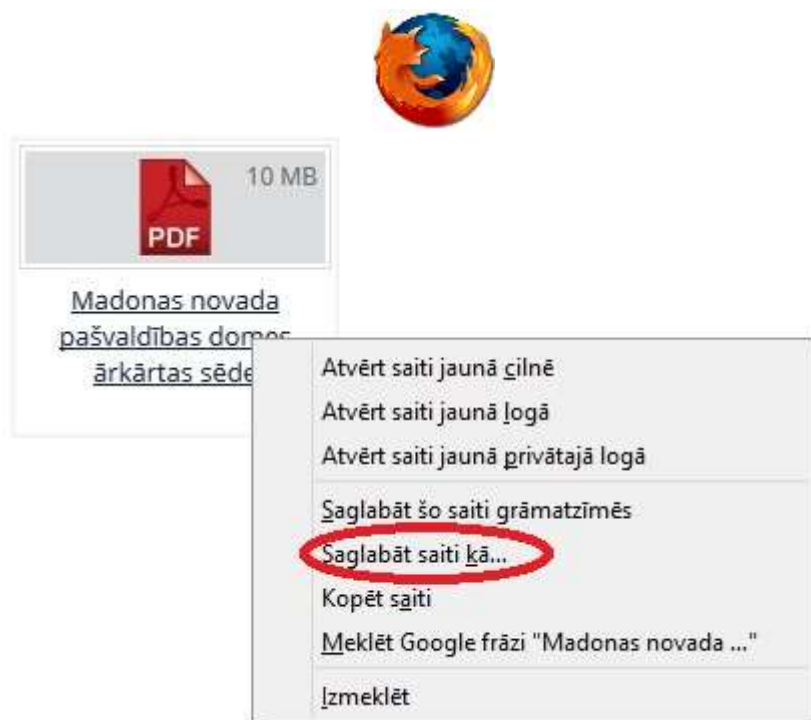 10 MB
PDF
Madonas novada
pašvaldības domes
ārkārtas sēde
Atvērt saiti jaunā cilnē
Atvērt saiti jaunā logā
Atvērt saiti jaunā privātajā logā
Saglabāt šo saiti grāmatzīmēs
Saglabāt saiti kā...
Kopēt saiti
Meklēt Google frāzi "Madonas novada ..."
Izmeklēt